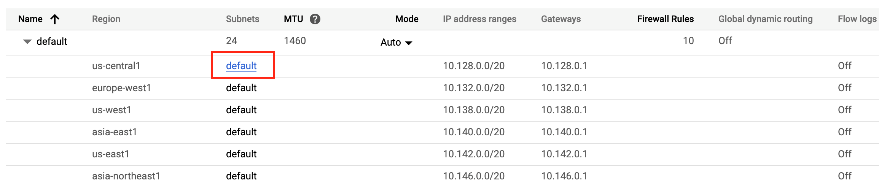 Name Region Subnets MTU Mode IP address ranges Gateways Firewall Rules Global dynamic routing Flow logs
default 24 1460 Auto 10 Off
us-central1 default 10.128.0.0/20 10.128.0.1 Off
europe-west1 default 10.132.0.0/20 10.132.0.1 Off
us-west1 default 10.138.0.0/20 10.138.0.1 Off
asia-east1 default 10.140.0.0/20 10.140.0.1 Off
us-east1 default 10.142.0.0/20 10.142.0.1 Off
asia-northeast1 default 10.146.0.0/20 10.146.0.1 Off